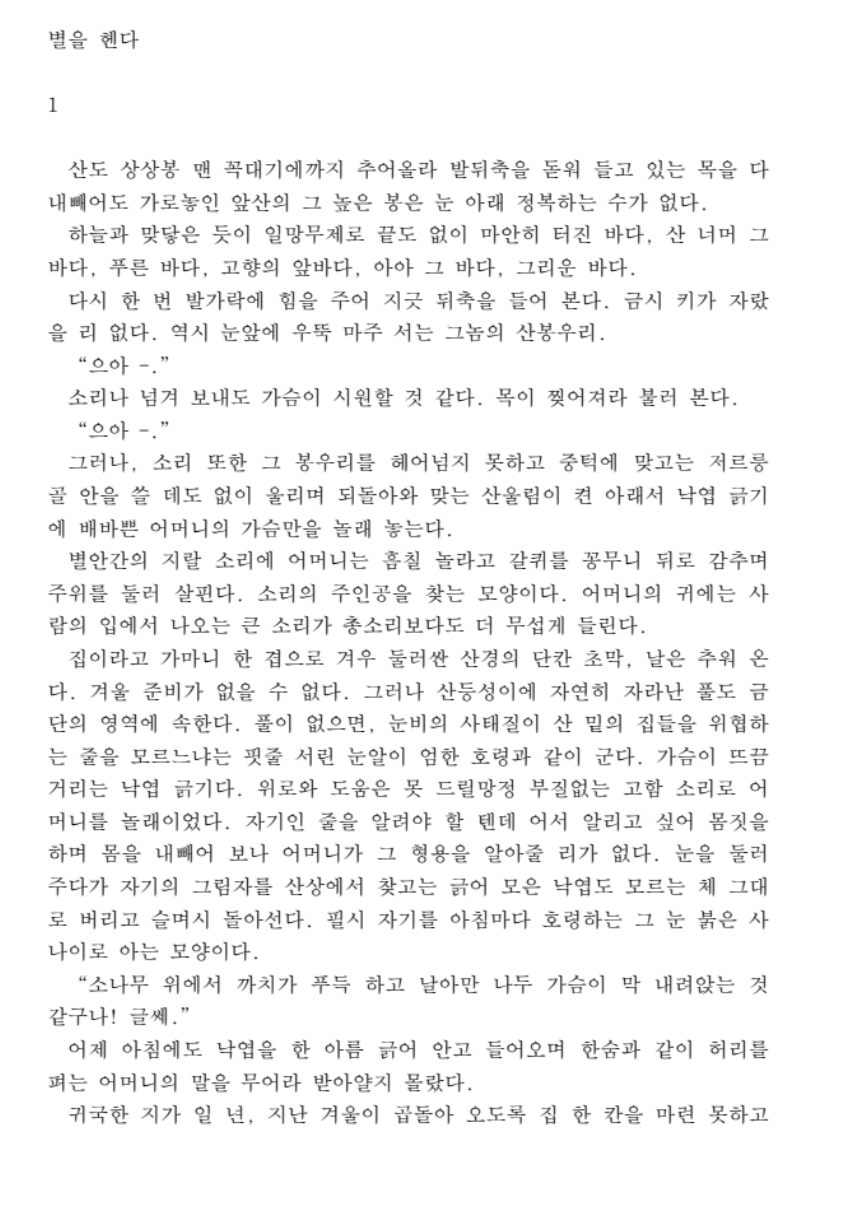 별을 헨다
1
산도 상상봉 맨 꼭대기에까지 추어올라 발뒤축을 돋워 들고 있는 목을 다
내빼어도 가로놓인 앞산의 그 높은 봉은 눈 아래 정복하는 수가 없다.
하늘과 맞닿은 듯이 일망무제로 끝도 없이 마안히 터진 바다, 산 너머 그
바다, 푸른 바다, 고향의 앞바다, 아아 그 바다, 그리운 바다.
다시 한 번 발가락에 힘을 주어 지긋 뒤축을 들어 본다. 금시 키가 자랐
을 리 없다. 역시 눈앞에 우뚝 마주 서는 그놈의 산봉우리.
“으아 -.”
소리나 넘겨 보내도 가슴이 시원할 것 같다. 목이 찢어져라 불러 본다.
“으아 -.”
그러나, 소리 또한 그 봉우리를 헤어넘지 못하고 중턱에 맞고는 저르릉
골 안을 쓸 데도 없이 울리며 되돌아와 맞는 산울림이 켠 아래서 낙엽 긁기
에 배바쁜 어머니의 가슴만을 놀래 놓는다.
별안간의 지랄 소리에 어머니는 흠칠 놀라고 갈퀴를 꽁무니 뒤로 감추며
주위를 둘러 살핀다. 소리의 주인공을 찾는 모양이다. 어머니의 귀에는 사
람의 입에서 나오는 큰 소리가 총소리보다도 더 무섭게 들린다.
집이라고 가마니 한 겹으로 겨우 둘러싼 산경의 단칸 초막, 날은 추워 온
다. 겨울 준비가 없을 수 없다. 그러나 산등성이에 자연히 자라난 풀도 금
단의 영역에 속한다. 풀이 없으면, 눈비의 사태질이 산 밑의 집들을 위협하
는 줄을 모르느냐는 핏줄 서린 눈알이 엄한 호령과 같이 군다. 가슴이 뜨끔
거리는 낙엽 긁기다. 위로와 도움은 못 드릴망정 부질없는 고함 소리로 어
머니를 놀래이었다. 자기인 줄을 알려야 할 텐데 어서 알리고 싶어 몸짓을
하며 몸을 내빼어 보나 어머니가 그 형용을 알아줄 리가 없다. 눈을 둘러
주다가 자기의 그림자를 산상에서 찾고는 긁어 모은 낙엽도 모르는 체 그대
로 버리고 슬며시 돌아선다. 필시 자기를 아침마다 호령하는 그 눈 붉은 사
나이로 아는 모양이다.
“소나무 위에서 까치가 푸득 하고 날아만 나두 가슴이 막 내려앉는 것
같구나! 글쎄.”
어제 아침에도 낙엽을 한 아름 긁어 안고 들어오며 한숨과 같이 허리를
펴는 어머니의 말을 무어라 받아얄지 몰랐다.
귀국한 지가 일 년, 지난 겨울이 곱돌아 오도록 집 한 칸을 마련 못하고